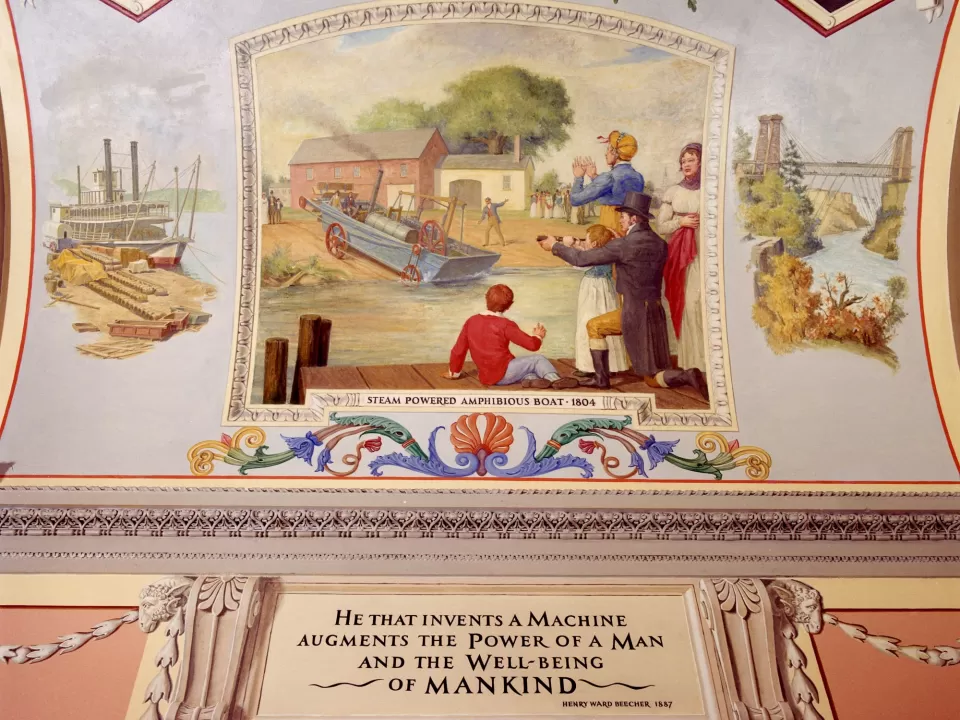 STEAM POWERED AMPHIBIOUS BOAT · 1804
HE THAT INVENTS A MACHINE
AUGMENTS THE POWER OF A MAN
AND THE WELL-BEING
OF MANKIND
HENRY WARD BEECHER 1887